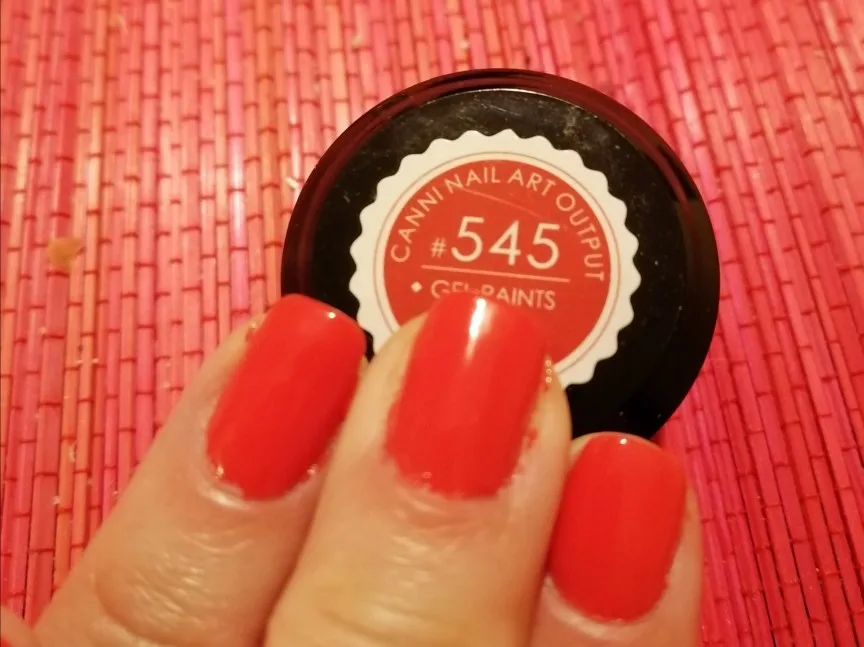 CANNI NAIL ART OUTPUT
#545
GEL PAINTS